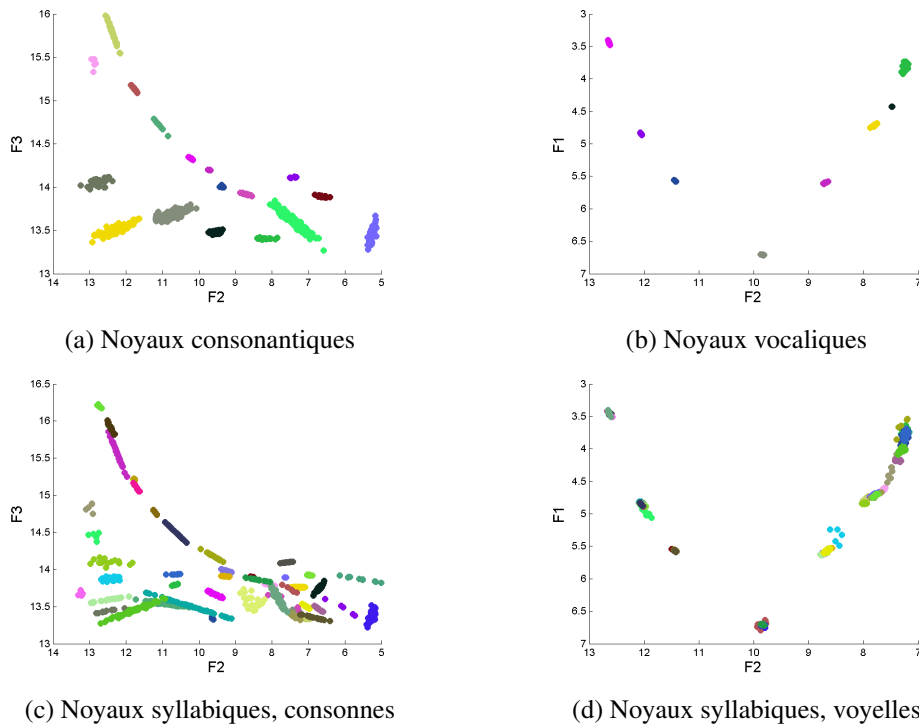 16
15.5
15
14.5
14
13.5
13
F3
14 13 12 11 10 9 8 7 6 5
F2
(a) Noyaux consonantiques
3
3.5
4
4.5
5
5.5
6
6.5
7
F1
13 12 11 10 9 8 7
F2
(b) Noyaux vocaliques
16.5
16
15.5
15
14.5
14
13.5
13
F3
14 13 12 11 10 9 8 7 6 5
F2
(c) Noyaux syllabiques, consonnes
3
3.5
4
4.5
5
5.5
6
6.5
7
F1
13 12 11 10 9 8 7
F2
(d) Noyaux syllabiques, voyelles